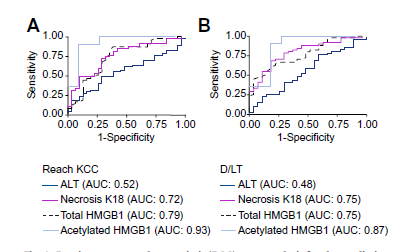 A B
1.00 1.00
0.75 0.75
0.50 0.50
0.25 0.25
0.00 0.00
Sensitivity Sensitivity
0.00 0.25 0.50 0.75 1.00 0.00 0.25 0.50 0.75 1.00
1-Specificity 1-Specificity
Reach KCC
ALT (AUC: 0.52)
Necrosis K18 (AUC: 0.72)
Total HMGB1 (AUC: 0.79)
Acetylated HMGB1 (AUC: 0.93)
D/LT
ALT (AUC: 0.48)
Necrosis K18 (AUC: 0.75)
Total HMGB1 (AUC: 0.75)
Acetylated HMGB1 (AUC: 0.87)